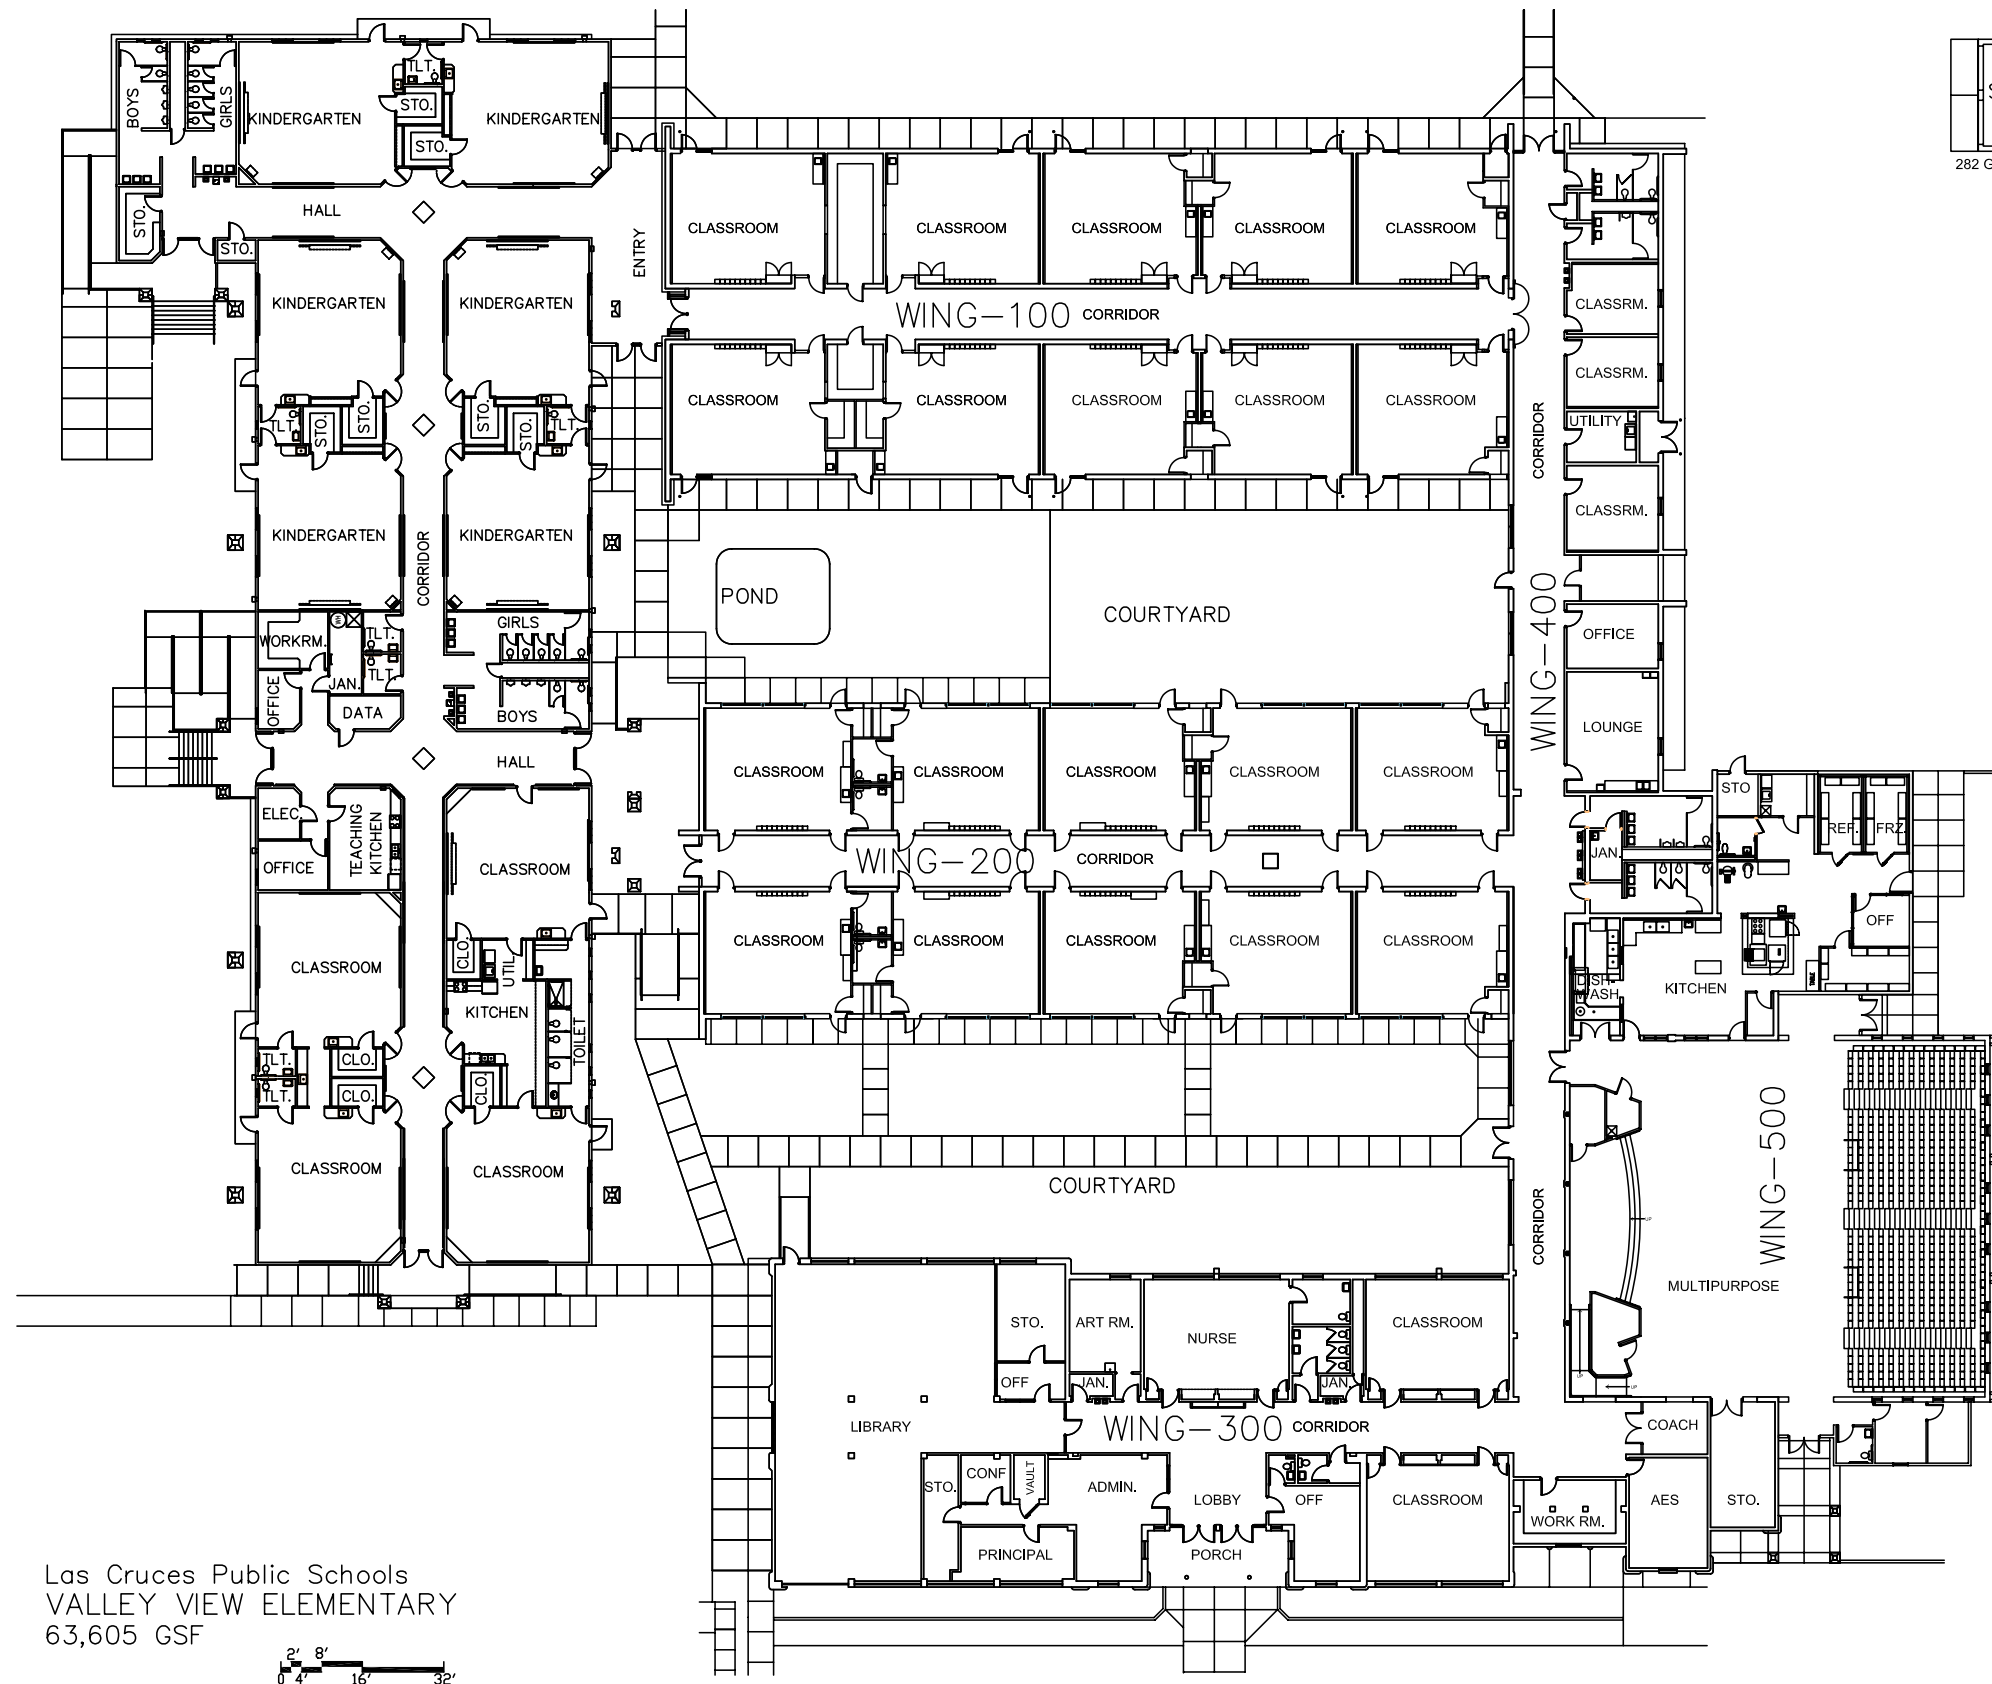 BOYS
GIRLS
KINDERGARTEN
TLT.
STO.
STO.
KINDERGARTEN
282 G
STO.
HALL
STO.
ENTRY
KINDERGARTEN
KINDERGARTEN
TLT.
STO.
STO.
STO.
STO.
TLT.
KINDERGARTEN
KINDERGARTEN
CORRIDOR
WORKRM.
WH
TLT.
TLT.
JAN.
OFFICE
DATA
GIRLS
BOYS
HALL
ELEC.
OFFICE
TEACHING
KITCHEN
CLASSROOM
CLASSROOM
CLO.
UTIL.
KITCHEN
TOILET
TLT.
TLT.
CLO.
CLO.
CLO.
CLASSROOM
CLASSROOM
CLASSROOM
CLASSROOM
CLASSROOM
CLASSROOM
CLASSROOM
WING-100
CORRIDOR
CLASSROOM
CLASSROOM
CLASSROOM
CLASSROOM
CLASSROOM
POND
COURTYARD
CLASSROOM
CLASSROOM
CLASSROOM
CLASSROOM
CLASSROOM
WING-200
CORRIDOR
CLASSROOM
CLASSROOM
CLASSROOM
CLASSROOM
CLASSROOM
COURTYARD
CLASSRM.
CLASSRM.
UTILITY
CORRIDOR
CLASSRM.
WING-400
OFFICE
LOUNGE
STO
REF.
FRZ.
JAN.
OFF
DISH-
WASH
KITCHEN
TABLE
WING-500
CORRIDOR
UP
MULTIPURPOSE
UP
UP
STO.
ART RM.
NURSE
CLASSROOM
OFF
JAN.
JAN.
LIBRARY
WING-300
CORRIDOR
COACH
STO.
CONF
VAULT
ADMIN.
LOBBY
OFF
CLASSROOM
AES
STO.
WORK RM.
PRINCIPAL
PORCH
Las Cruces Public Schools
VALLEY VIEW ELEMENTARY
63,605 GSF
2' 8'
0 4' 16' 32'